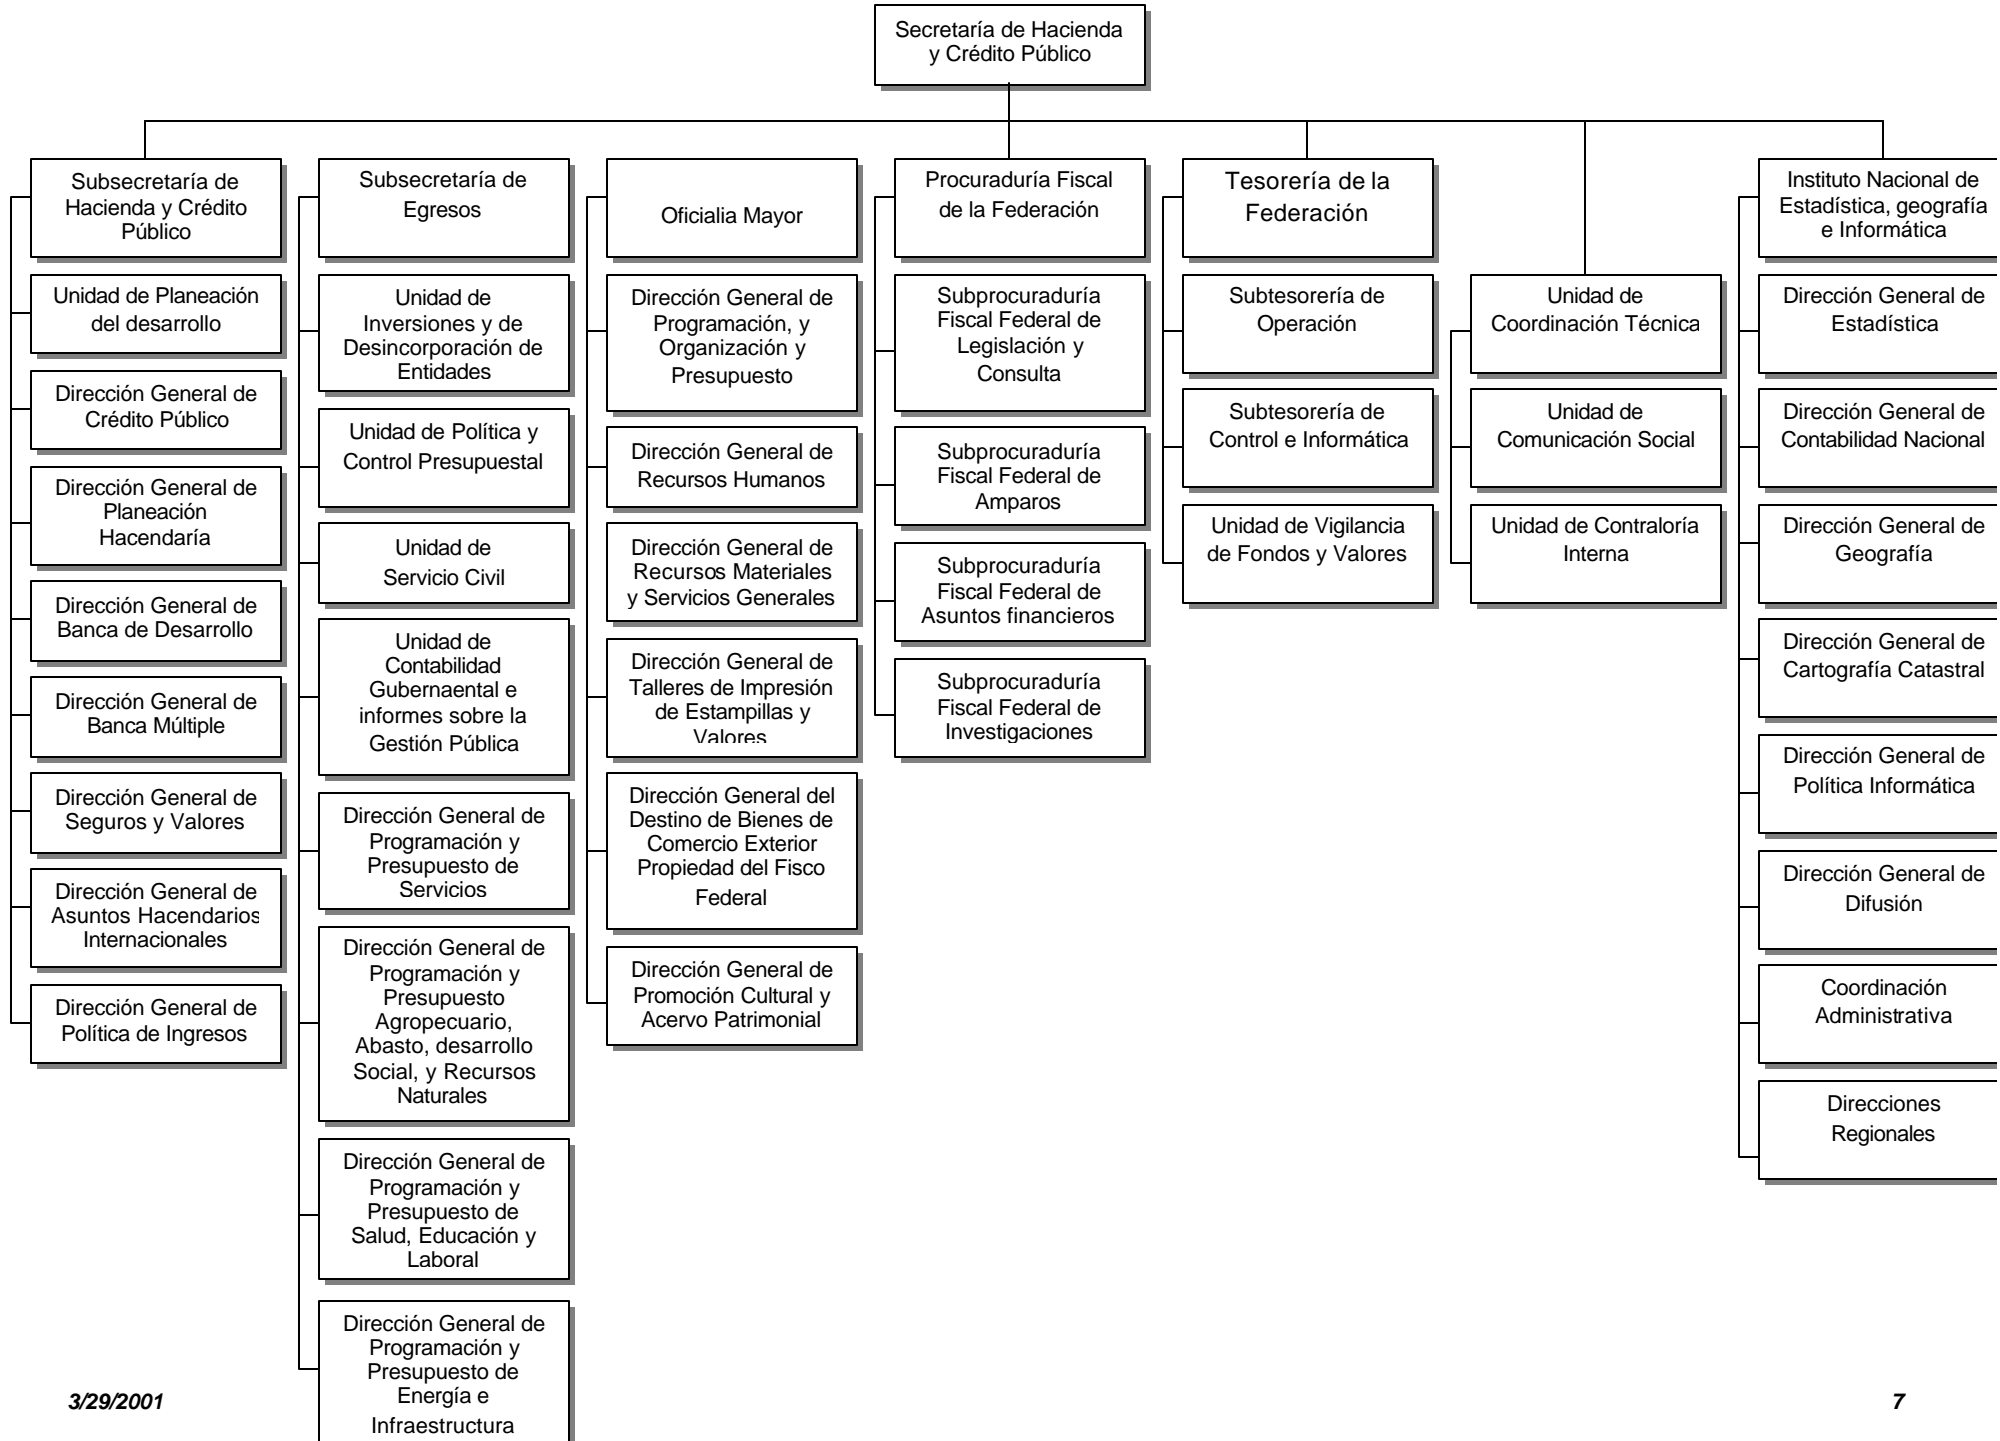 Secretaría de Hacienda
y Crédito Público
Subsecretaría de
Hacienda y Crédito
Público
Unidad de Planeación
del desarrollo
Dirección General de
Crédito Público
Dirección General de
Planeación
Hacendaría
Dirección General de
Banca de Desarrollo
Dirección General de
Banca Múltiple
Dirección General de
Seguros y Valores
Dirección General de
Asuntos Hacendarios
Internacionales
Dirección General de
Política de Ingresos
Subsecretaría de
Egresos
Unidad de
Inversiones y de
Desincorporación de
Entidades
Unidad de Política y
Control Presupuestal
Unidad de
Servicio Civil
Unidad de
Contabilidad
Gubernaental e
informes sobre la
Gestión Pública
Dirección General de
Programación y
Presupuesto de
Servicios
Dirección General de
Programación y
Presupuesto
Agropecuario,
Abasto, desarrollo
Social, y Recursos
Naturales
Dirección General de
Programación y
Presupuesto de
Salud, Educación y
Laboral
Dirección General de
Programación y
Presupuesto de
Energía e
Infraestructura
Oficialia Mayor
Dirección General de
Programación, y
Organización y
Presupuesto
Dirección General de
Recursos Humanos
Dirección General de
Recursos Materiales
y Servicios Generales
Dirección General de
Talleres de Impresión
de Estampillas y
Valores
Dirección General del
Destino de Bienes de
Comercio Exterior
Propiedad del Fisco
Federal
Dirección General de
Promoción Cultural y
Acervo Patrimonial
Procuraduría Fiscal
de la Federación
Subprocuraduría
Fiscal Federal de
Legislación y
Consulta
Subprocuraduría
Fiscal Federal de
Amparos
Subprocuraduría
Fiscal Federal de
Asuntos financieros
Subprocuraduría
Fiscal Federal de
Investigaciones
Tesorería de la
Federación
Subtesorería de
Operación
Subtesorería de
Control e Informática
Unidad de Vigilancia
de Fondos y Valores
Unidad de
Coordinación Técnica
Unidad de
Comunicación Social
Unidad de Contraloría
Interna
Instituto Nacional de
Estadística, geografía
e Informática
Dirección General de
Estadística
Dirección General de
Contabilidad Nacional
Dirección General de
Geografía
Dirección General de
Cartografía Catastral
Dirección General de
Política Informática
Dirección General de
Difusión
Coordinación
Administrativa
Direcciones
Regionales
3/29/2001
7